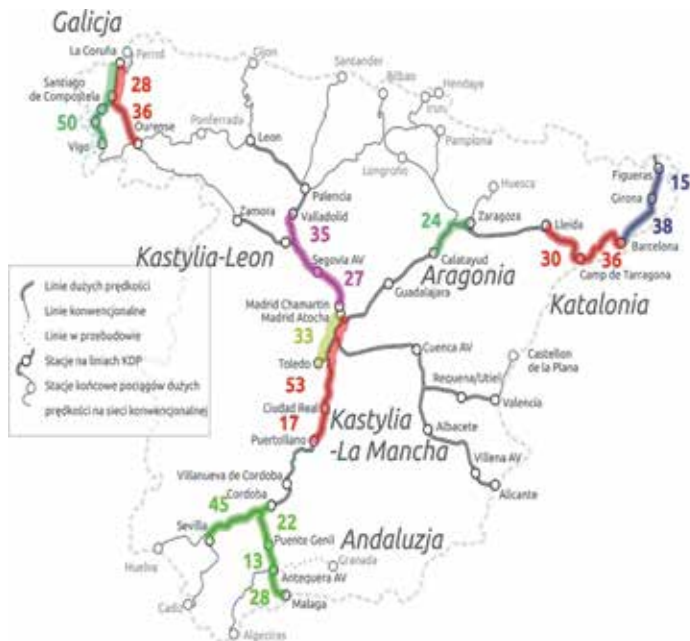 Galicja
La Coruña
Ferrol
Gijon
Santander
Bilbao
Hendaye
Irun
28
Santiago
de Compostela
36
50
Ourense
Ponferrada
Leon
Pamplona
Vigo
Longroño
Figueras
15
Huesca
Palencia
Girona
Zamora
Valladolid
24
Zaragoza
Lleida
38
35
Barcelona
Kastylia-Leon
Segovia AV
Calatayud
30
36
Camp de Tarragona
27
Aragonia
Katalonia
Guadalajara
Madrid Chamartin
Madrid Atocha
Linie dużych prędkości
Linie konwencjonalne
Linie w przebudowie
Stacje na liniach KDP
Stacje końcowe pociągów dużych
prędkości na sieci konwencjonalnej
33
Toledo
Cuenca AV
Castellon
de la Plana
53
Requena/Utiel
Valencia
Ciudad Real
17
Kastylia
-La Mancha
Albacete
Puertollano
Villena AV
Villanueva de Cordoba
Alicante
Cordoba
45
22
Sevilla
Andaluzja
Puente Genil
Huelva
13
Granada
Antequera AV
28
Malaga
Cadiz
Algeciras